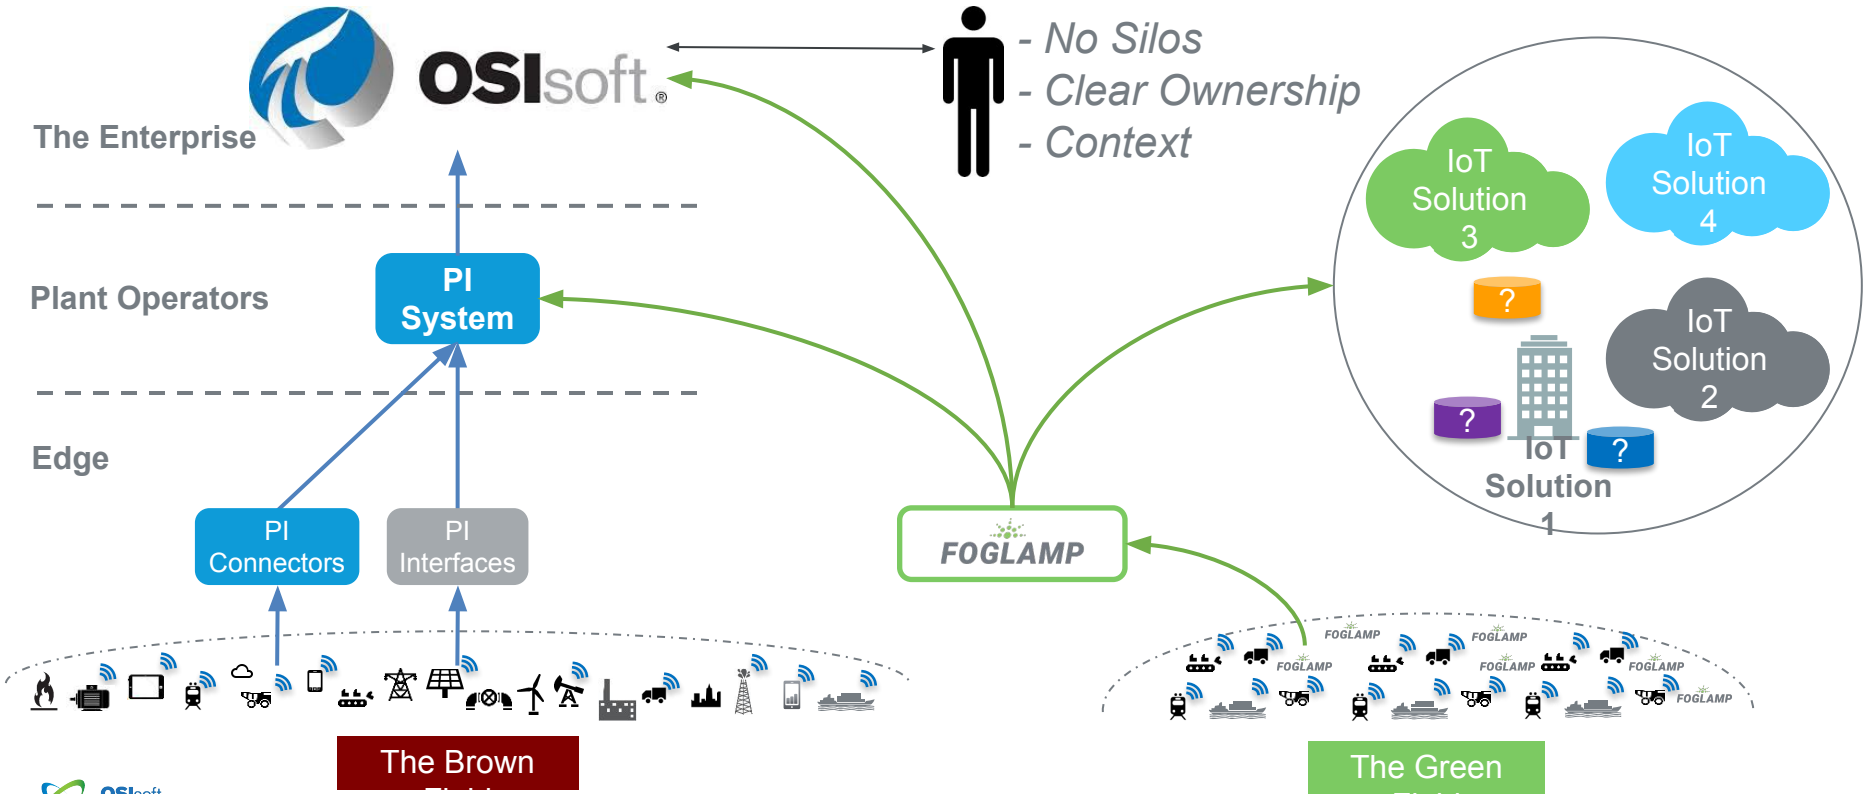 OSIsoft®
- No Silos
- Clear Ownership
- Context
The Enterprise
Plant Operators
Edge
PI
System
PI
Connectors
PI
Interfaces
FOGLAMP
IoT
Solution
3
IoT
Solution
4
?
IoT
Solution
2
?
?
IoT
Solution
1
FOGLAMP
FOGLAMP
FOGLAMP
FOGLAMP
FOGLAMP
FOGLAMP
The Brown
The Green
OSIsoft